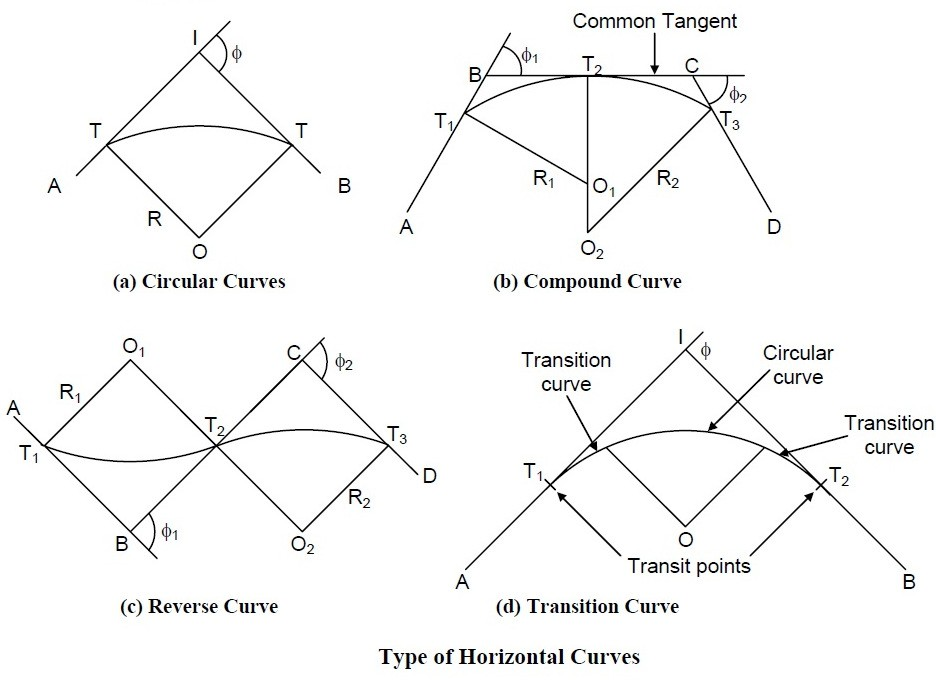 I
ϕ
T
T
A
B
R
O
(a) Circular Curves
Common Tangent
ϕ1
B
T2
C
ϕ2
T1
T3
R1
O1
R2
A
D
O2
(b) Compound Curve
O1
C
ϕ2
R1
A
T2
T3
T1
D
R2
B
ϕ1
O2
(c) Reverse Curve
I
ϕ
Transition
curve
Circular
curve
Transition
curve
T1
T2
O
Transit points
A
B
(d) Transition Curve
Type of Horizontal Curves